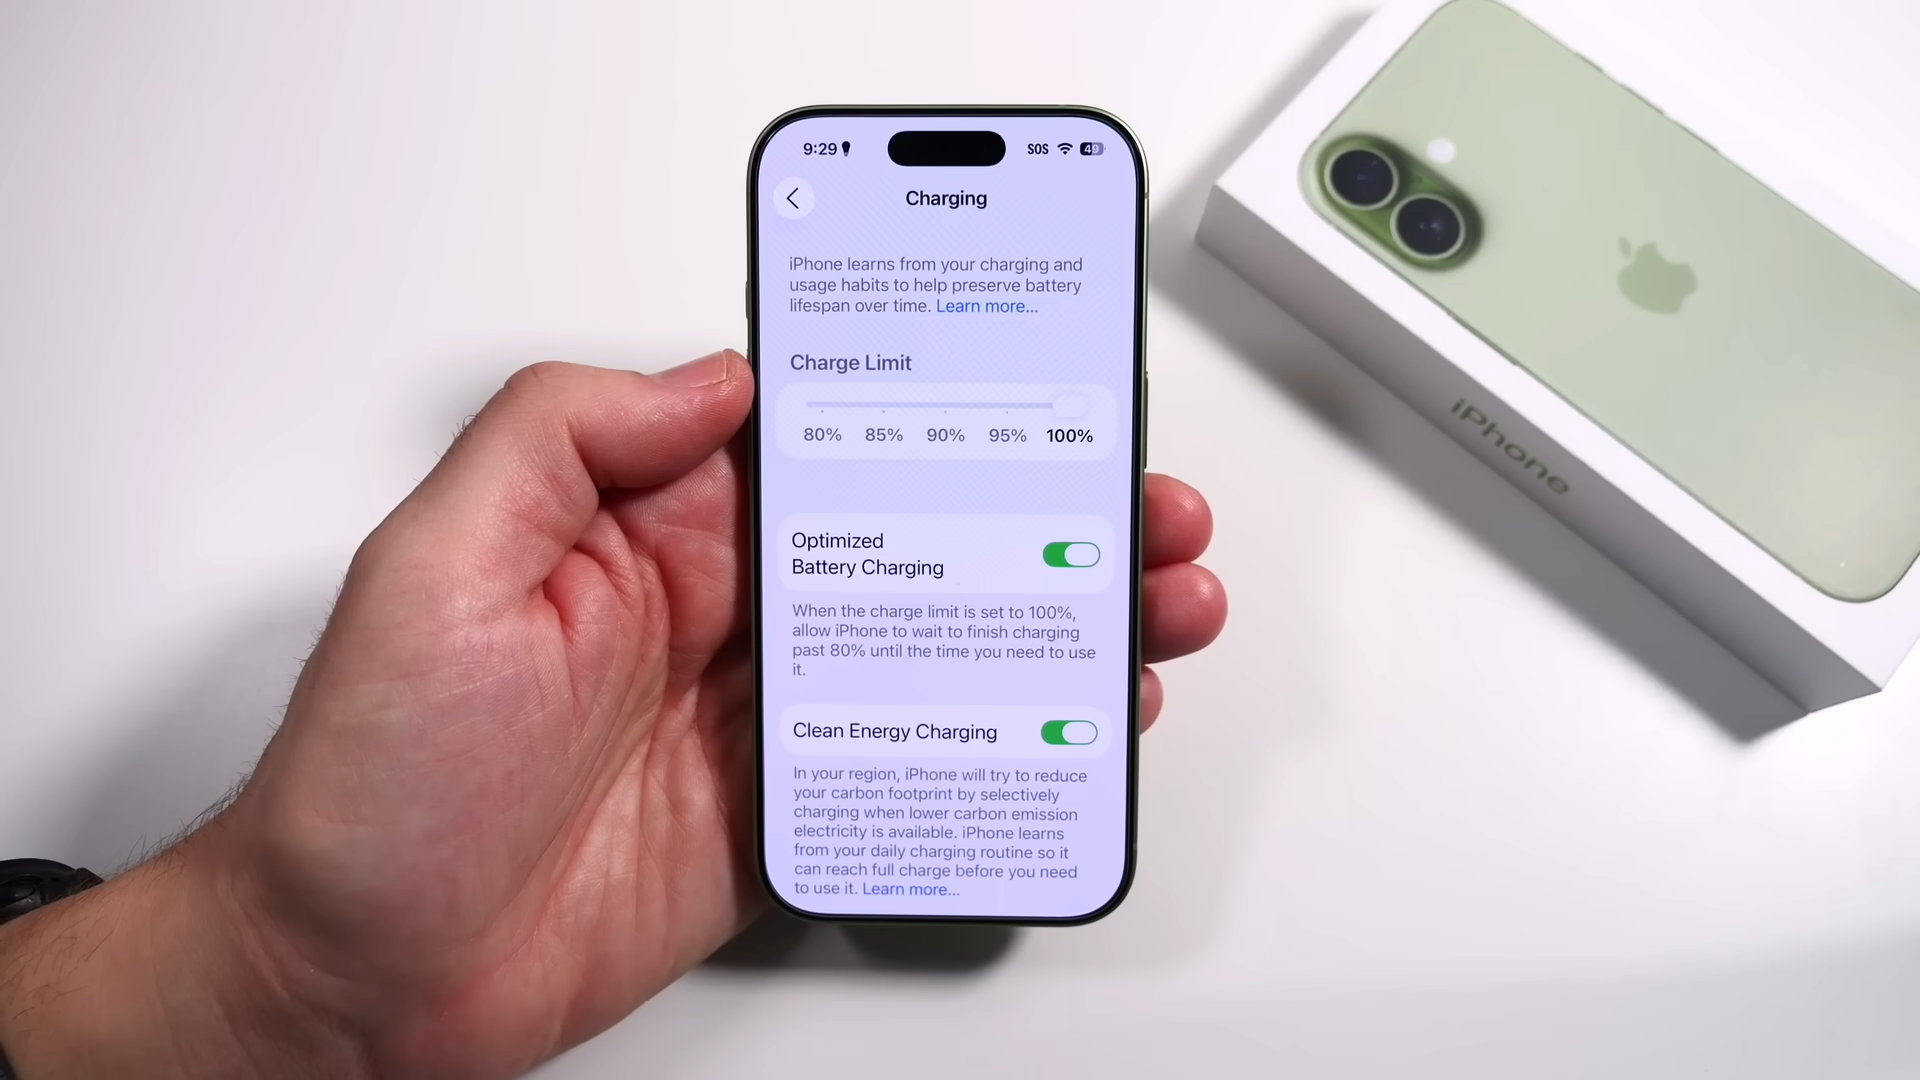 9:29
SOS
49
Charging
iPhone learns from your charging and
usage habits to help preserve battery
lifespan over time. Learn more...
Charge Limit
80% 85% 90% 95% 100%
Optimized
Battery Charging
When the charge limit is set to 100%,
allow iPhone to wait to finish charging
past 80% until the time you need to use
it.
Clean Energy Charging
In your region, iPhone will try to reduce
your carbon footprint by selectively
charging when lower carbon emission
electricity is available. iPhone learns
from your daily charging routine so it
can reach full charge before you need
to use it. Learn more...
iPhone